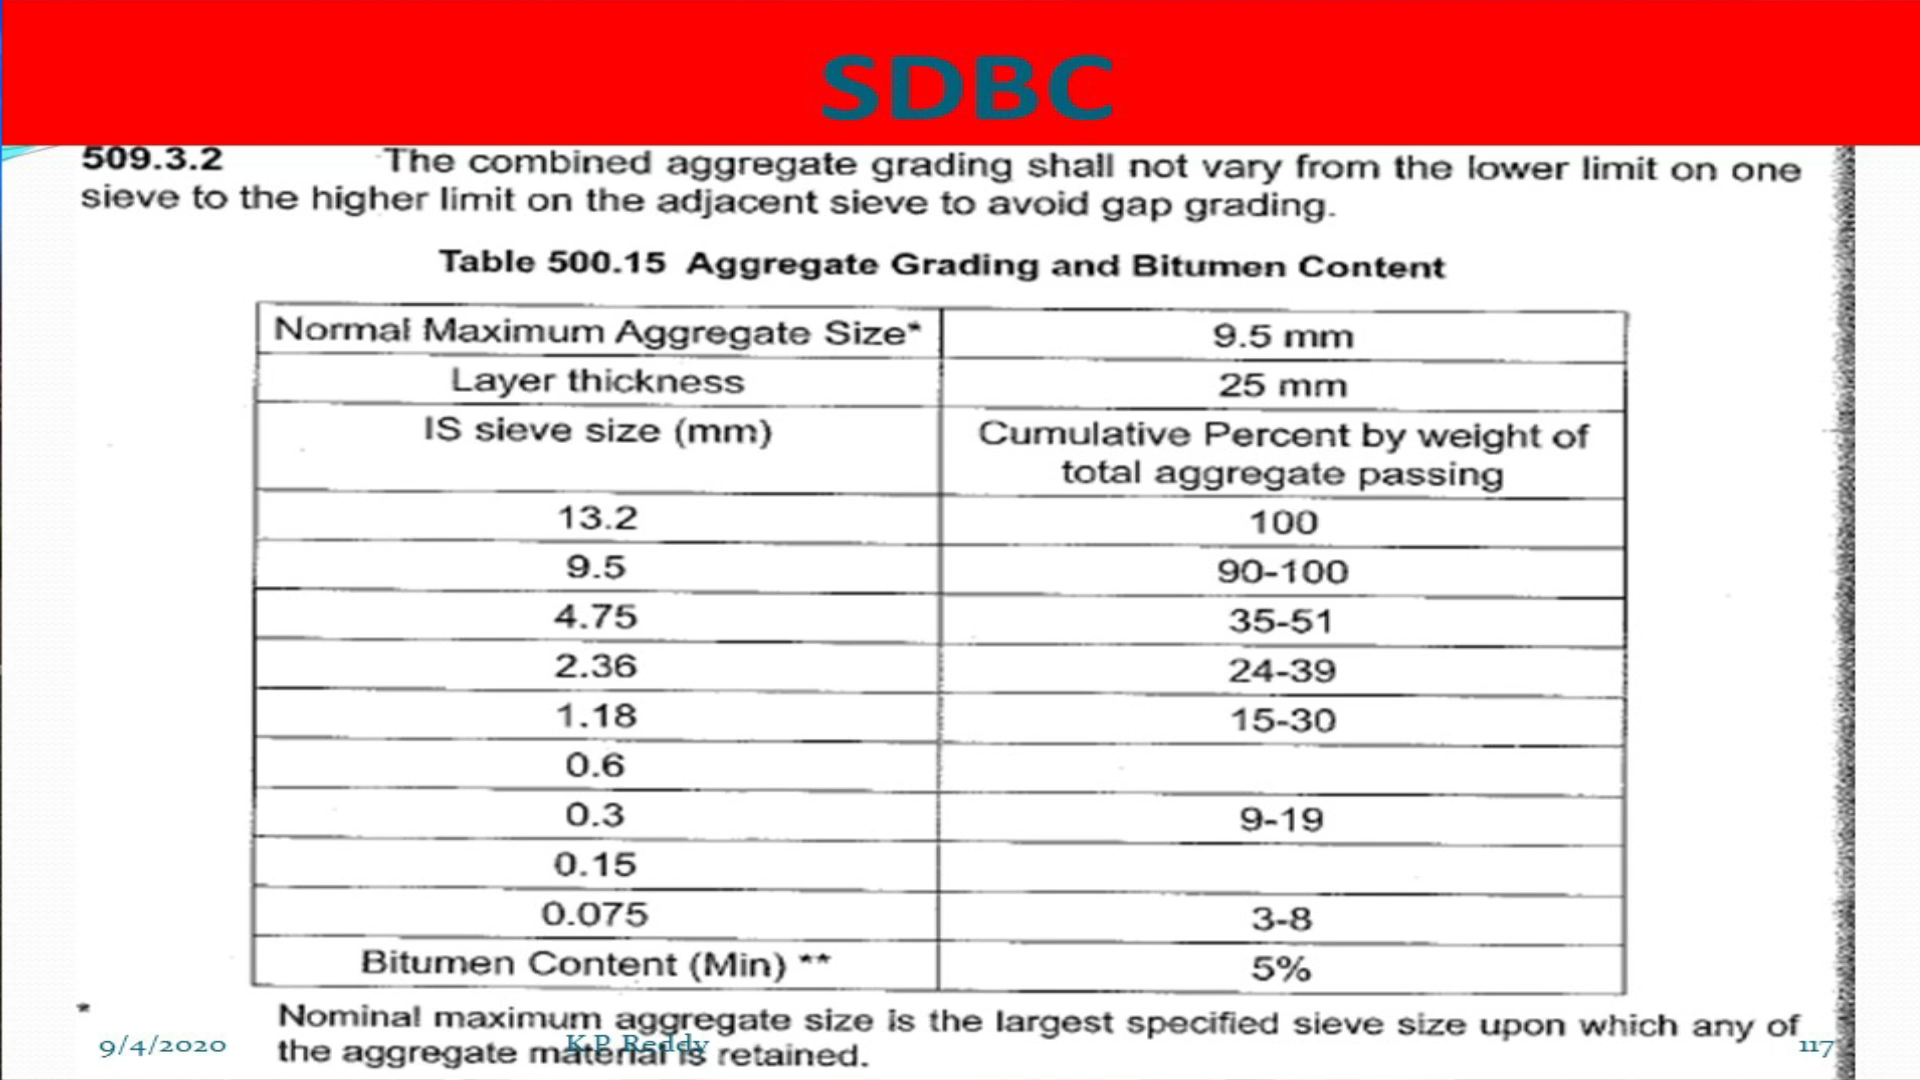 SDBC
509.3.2 The combined aggregate grading shall not vary from the lower limit on one
sieve to the higher limit on the adjacent sieve to avoid gap grading.
Table 500.15 Aggregate Grading and Bitumen Content
Normal Maximum Aggregate Size* 9.5 mm
Layer thickness 25 mm
IS sieve size (mm) Cumulative Percent by weight of
total aggregate passing
13.2 100
9.5 90-100
4.75 35-51
2.36 24-39
1.18 15-30
0.6
0.3 9-19
0.15
0.075 3-8
Bitumen Content (Min) ** 5%
* Nominal maximum aggregate size is the largest specified sieve size upon which any of
the aggregate material is retained.
9/4/2020 K.P. Reddy 117